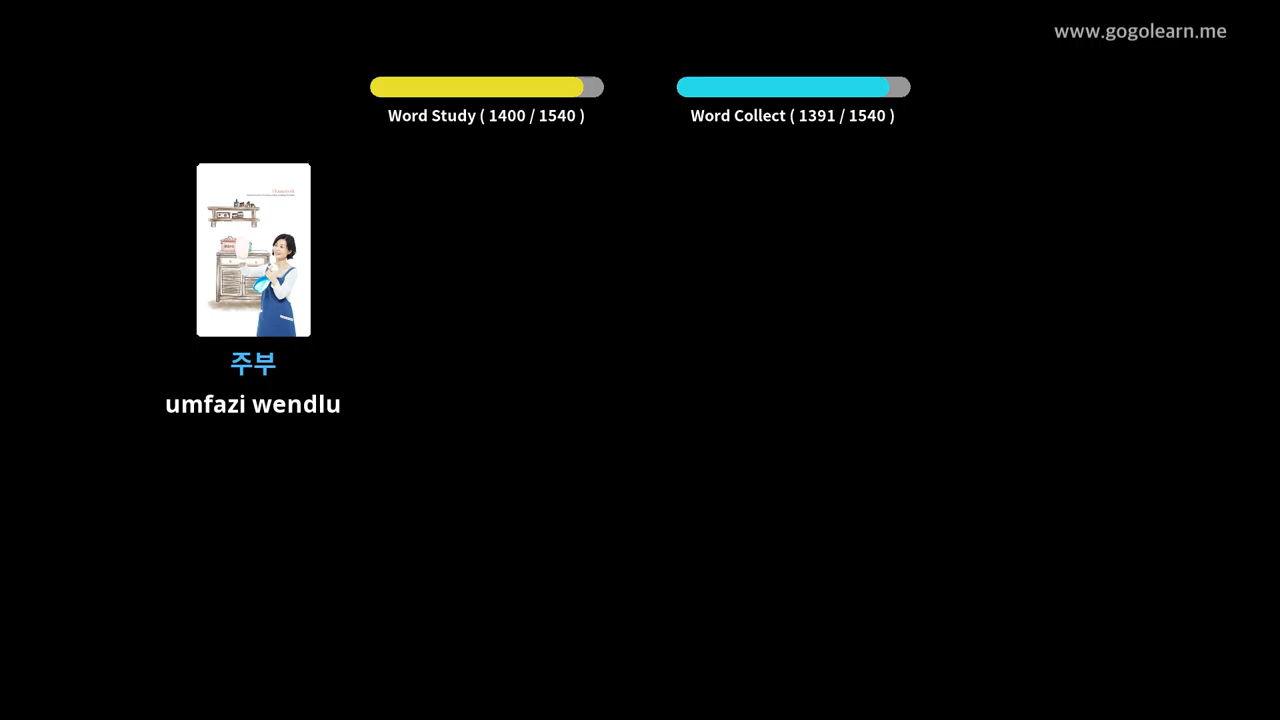 www.gogolearn.me
Word Study ( 1400 / 1540 )
Word Collect ( 1391 / 1540 )
주부
umfazi wendlu